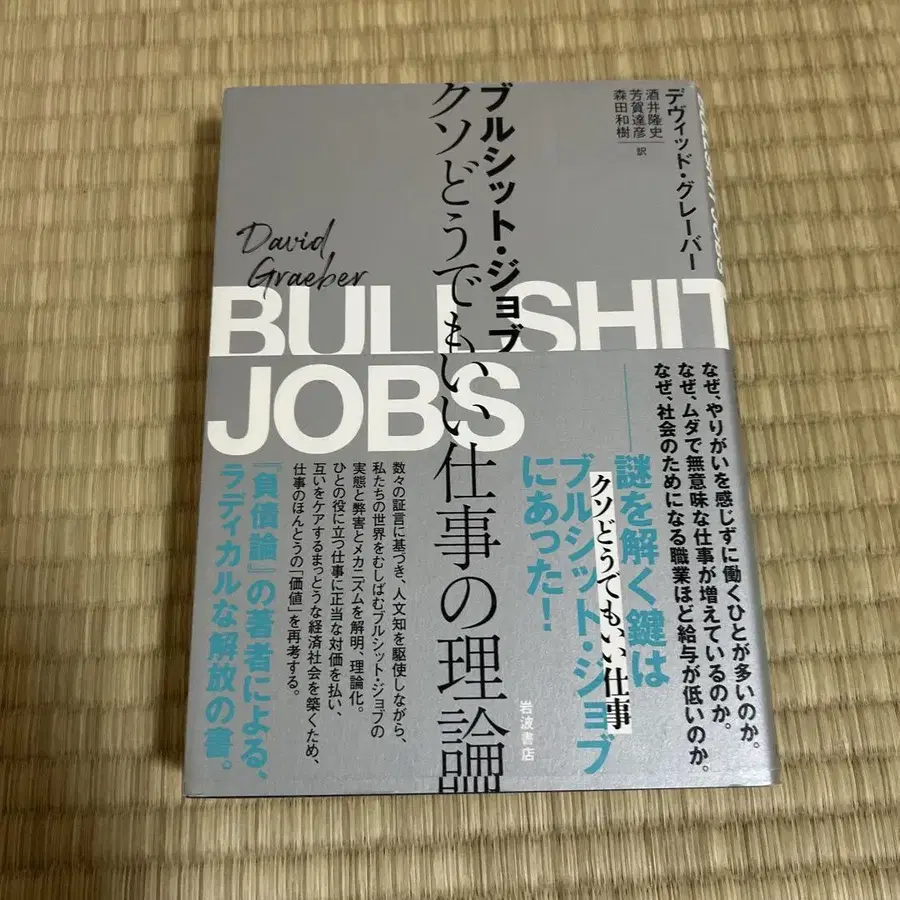 デヴィッド・グレーバー
酒井隆史
芳賀達彦
森田和樹
訳
ブルシット・ジョブ
クソどうでもいい仕事の理論
David
Graeber
BULLSHIT
JOBS
なぜ、やりがいを感じずに働くひとが多いのか。
なぜ、ムダで無意味な仕事が増えているのか。
なぜ、社会のためになる職業ほど給与が低いのか。
謎を解く鍵は
クソどうでもいい仕事
ブルシット・ジョブ
にあった!
岩波書店
数々の証言に基づき、人文知を駆使しながら、
私たちの世界をむしばむブルシット・ジョブの
実態と弊害とメカニズムを解明、理論化。
ひとの役に立つ仕事に正当な対価を払い、
互いをケアするまっとうな経済社会を築くため、
仕事のほんとうの「価値」を再考する。
『負債論』の著者による、
ラディカルな解放の書。